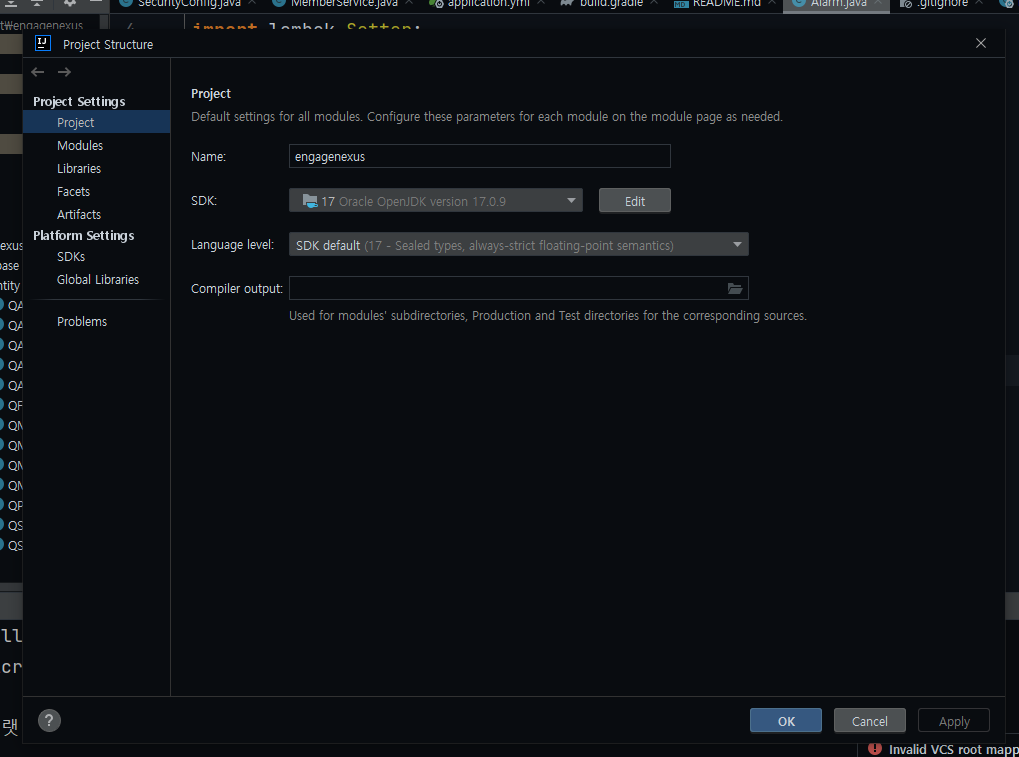 SecurityConfig.java MemberService.java application.yml build.gradle README.md Alarm.java .gitignore
engagenexus
4 import lombok.Setter;
Project Structure
Project Settings
Project
Modules
Libraries
Facets
Artifacts
Platform Settings
SDKs
Global Libraries
Problems
Project
Default settings for all modules. Configure these parameters for each module on the module page as needed.
Name: engagenexus
SDK: 17 Oracle OpenJDK version 17.0.9 Edit
Language level: SDK default (17 - Sealed types, always-strict floating-point semantics)
Compiler output:
Used for modules' subdirectories, Production and Test directories for the corresponding sources.
exus
base
ntity
QA
QA
QA
QA
QA
QF
QM
QM
QM
QM
QP
QS
QS
ll
cr
랫
? OK Cancel Apply
Invalid VCS root mapp